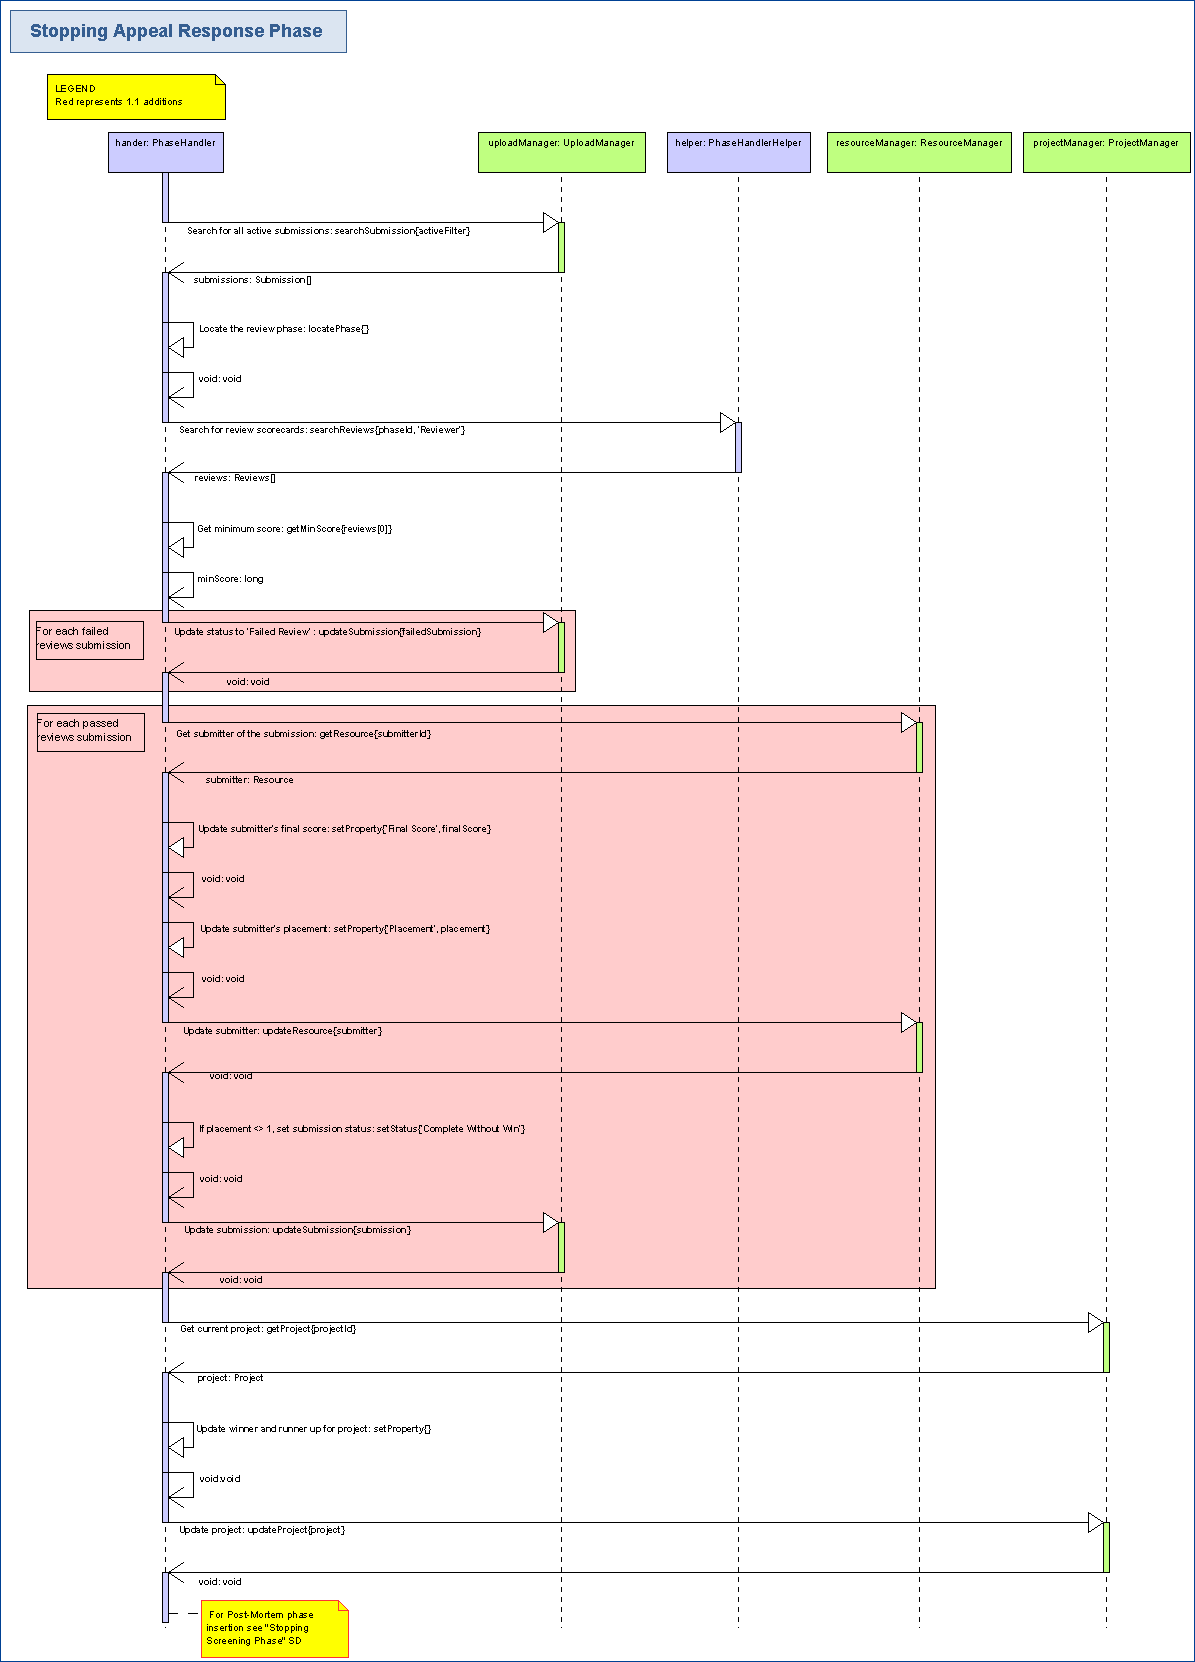 Stopping Appeal Response Phase
LEGEND
Red represents 1.1 additions
hander: PhaseHandler
uploadManager: UploadManager
helper: PhaseHandlerHelper
resourceManager: ResourceManager
projectManager: ProjectManager
Search for all active submissions: searchSubmission{activeFilter}
submissions: Submission[]
Locate the review phase: locatePhase{}
void: void
Search for review scorecards: searchReviews{phaseId, 'Reviewer'}
reviews: Reviews[]
Get minimum score: getMinScore{reviews[0]}
minScore: long
For each failed
reviews submission
Update status to 'Failed Review' : updateSubmission{failedSubmission}
void: void
For each passed
reviews submission
Get submitter of the submission: getResource{submitterId}
submitter: Resource
Update submitter's final score: setProperty{'Final Score', finalScore}
void: void
Update submitter's placement: setProperty{'Placement', placement}
void: void
Update submitter: updateResource{submitter}
void: void
If placement <> 1, set submission status: setStatus{'Complete Without Win'}
void: void
Update submission: updateSubmission{submission}
void: void
Get current project: getProject{projectId}
project: Project
Update winner and runner up for project: setProperty{}
void:void
Update project: updateProject{project}
void: void
For Post-Mortem phase
insertion see "Stopping
Screening Phase" SD